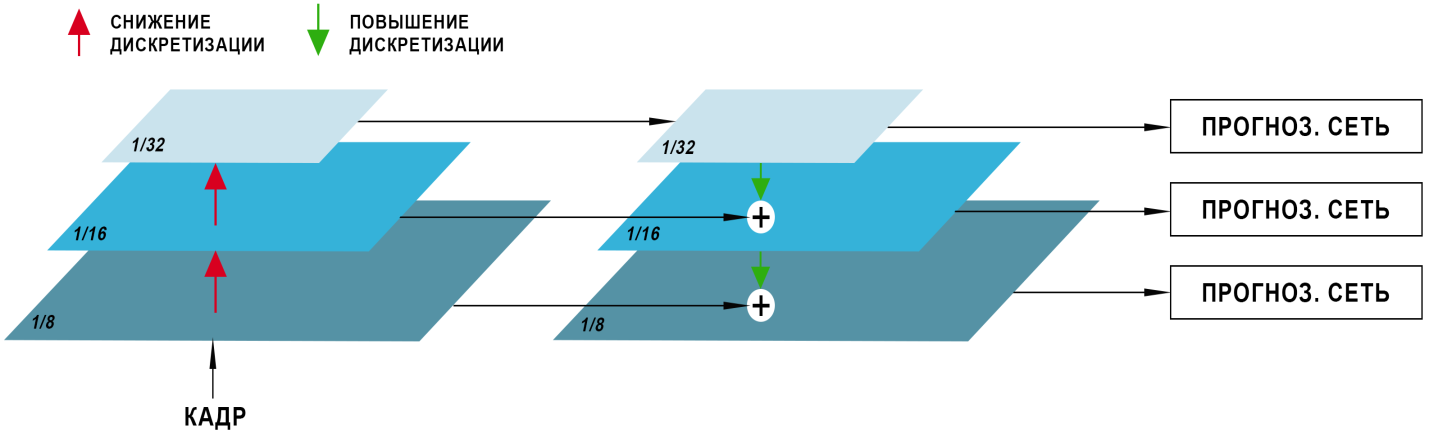 СНИЖЕНИЕ
ДИСКРЕТИЗАЦИИ
ПОВЫШЕНИЕ
ДИСКРЕТИЗАЦИИ
1/32
1/32
ПРОГНОЗ. СЕТЬ
1/16
+
1/16
ПРОГНОЗ. СЕТЬ
1/8
+
1/8
ПРОГНОЗ. СЕТЬ
КАДР